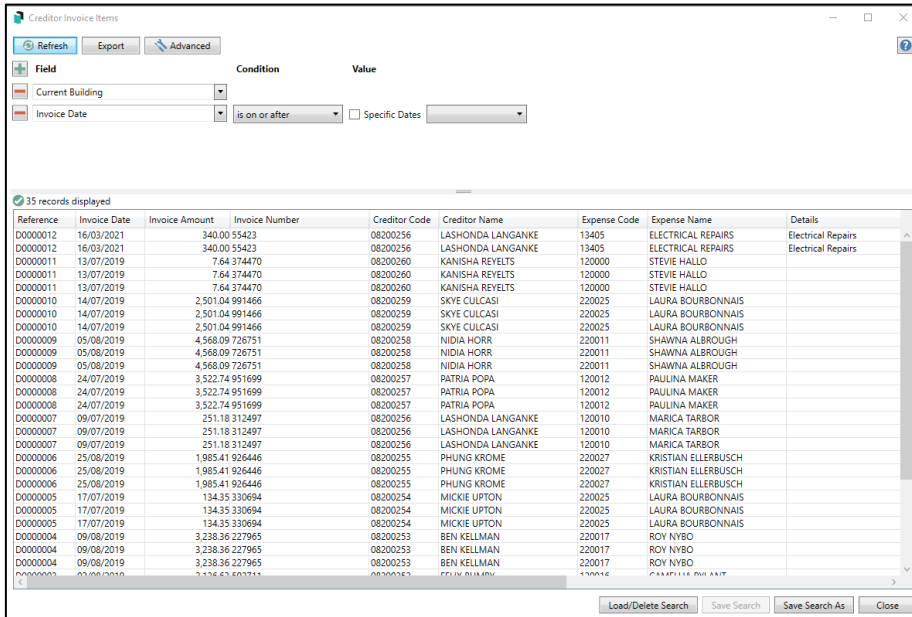 Creditor Invoice Items
Refresh Export Advanced
Field Condition Value
Current Building
Invoice Date is on or after Specific Dates
35 records displayed
Reference Invoice Date Invoice Amount Invoice Number Creditor Code Creditor Name Expense Code Expense Name Details
D0000012 16/03/2021 340.00 55423 08200256 LASHONDA LANGANKE 13405 ELECTRICAL REPAIRS Electrical Repairs
D0000012 16/03/2021 340.00 55423 08200256 LASHONDA LANGANKE 13405 ELECTRICAL REPAIRS Electrical Repairs
D0000011 13/07/2019 7.64 374470 08200260 KANISHA REVELTS 120000 STEVIE HALLO
D0000011 13/07/2019 7.64 374470 08200260 KANISHA REVELTS 120000 STEVIE HALLO
D0000011 13/07/2019 7.64 374470 08200260 KANISHA REVELTS 120000 STEVIE HALLO
D0000010 14/07/2019 2,501.04 991466 08200259 SKYE CULCASI 220025 LAURA BOURBONNAIS
D0000010 14/07/2019 2,501.04 991466 08200259 SKYE CULCASI 220025 LAURA BOURBONNAIS
D0000010 14/07/2019 2,501.04 991466 08200259 SKYE CULCASI 220025 LAURA BOURBONNAIS
D0000009 05/08/2019 4,568.09 726751 08200258 NIDIA HORR 220011 SHAWNA ALBROUGH
D0000009 05/08/2019 4,568.09 726751 08200258 NIDIA HORR 220011 SHAWNA ALBROUGH
D0000009 05/08/2019 4,568.09 726751 08200258 NIDIA HORR 220011 SHAWNA ALBROUGH
D0000008 24/07/2019 3,522.74 951699 08200257 PATRIA POPA 120012 PAULINA MAKER
D0000008 24/07/2019 3,522.74 951699 08200257 PATRIA POPA 120012 PAULINA MAKER
D0000008 24/07/2019 3,522.74 951699 08200257 PATRIA POPA 120012 PAULINA MAKER
D0000007 09/07/2019 251.18 312497 08200256 LASHONDA LANGANKE 120010 MARICA TARBOR
D0000007 09/07/2019 251.18 312497 08200256 LASHONDA LANGANKE 120010 MARICA TARBOR
D0000007 09/07/2019 251.18 312497 08200256 LASHONDA LANGANKE 120010 MARICA TARBOR
D0000006 25/08/2019 1,985.41 926446 08200255 PHUNG KROME 220027 KRISTIAN ELLERBUSCH
D0000006 25/08/2019 1,985.41 926446 08200255 PHUNG KROME 220027 KRISTIAN ELLERBUSCH
D0000006 25/08/2019 1,985.41 926446 08200255 PHUNG KROME 220027 KRISTIAN ELLERBUSCH
D0000005 17/07/2019 134.35 330694 08200254 MICKIE UPTON 220025 LAURA BOURBONNAIS
D0000005 17/07/2019 134.35 330694 08200254 MICKIE UPTON 220025 LAURA BOURBONNAIS
D0000005 17/07/2019 134.35 330694 08200254 MICKIE UPTON 220025 LAURA BOURBONNAIS
D0000004 09/08/2019 3,238.36 227965 08200253 BEN KELLMAN 220017 ROY NYBO
D0000004 09/08/2019 3,238.36 227965 08200253 BEN KELLMAN 220017 ROY NYBO
D0000004 09/08/2019 3,238.36 227965 08200253 BEN KELLMAN 220017 ROY NYBO
Load/Delete Search Save Search Save Search As Close